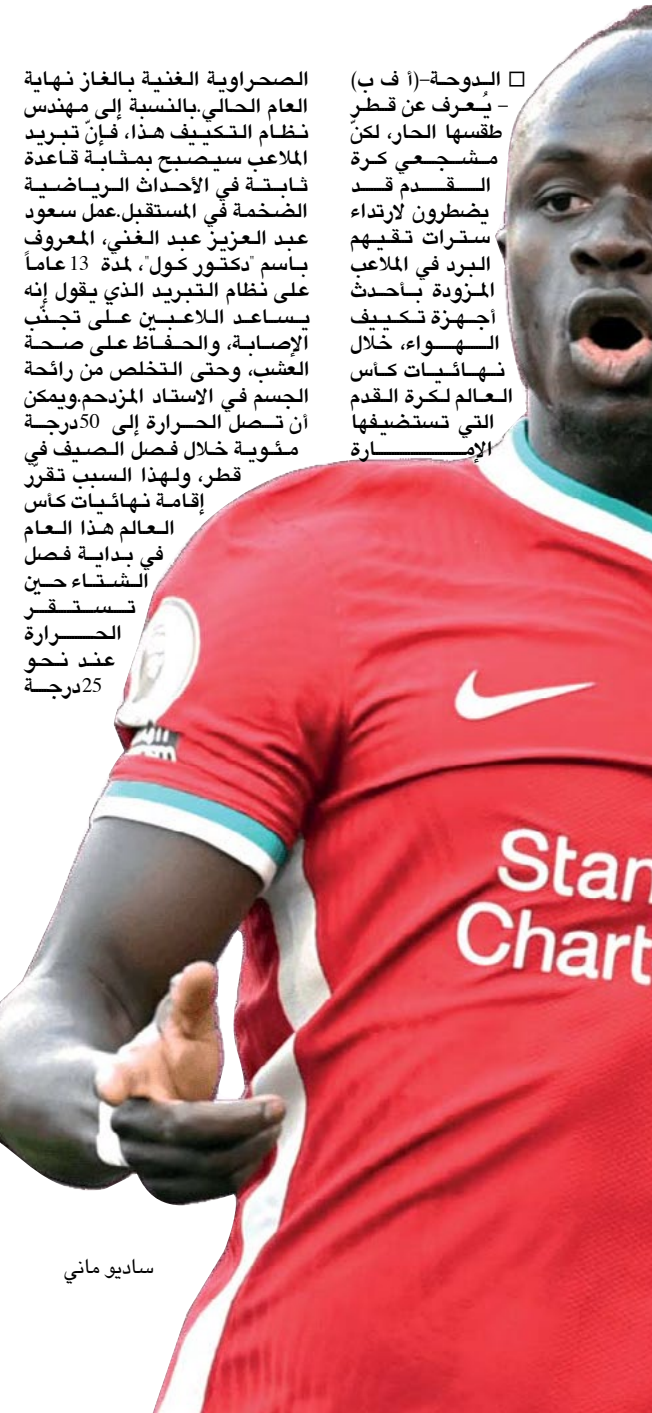 □ الدوحة-(أ ف ب)
- يُعرف عن قطر
طقسها الحار، لكنّ
مشجعي كرة
القدم قد
يضطرون لارتداء
سترات تقيهم
البرد في الملاعب
المزودة بأحدث
أجهزة تكييف
الهواء، خلال
نهائيات كأس
العالم لكرة القدم
التي تستضيفها
الإمارة
الصحراوية الغنية بالغاز نهاية
العام الحالي.بالنسبة إلى مهندس
نظام التكييف هذا، فإنّ تبريد
الملاعب سيصبح بمثابة قاعدة
ثابتة في الأحداث الرياضية
الضخمة في المستقبل.عمل سعود
عبد العزيز عبد الغني، المعروف
باسم "دكتور كول"، لمدة 13 عاماً
على نظام التبريد الذي يقول إنه
يساعد اللاعبين على تجنّب
الإصابة، والحفاظ على صحة
العشب، وحتى التخلص من رائحة
الجسم في الاستاد المزدحم.ويمكن
أن تصل الحرارة إلى 50درجة
مئوية خلال فصل الصيف في
قطر، ولهذا السبب تقرّر
إقامة نهائيات كأس
العالم هذا العام
في بداية فصل
الشتاء حين
تستقر
الحرارة
عند نحو
25درجة
Stan
Chart
ساديو ماني